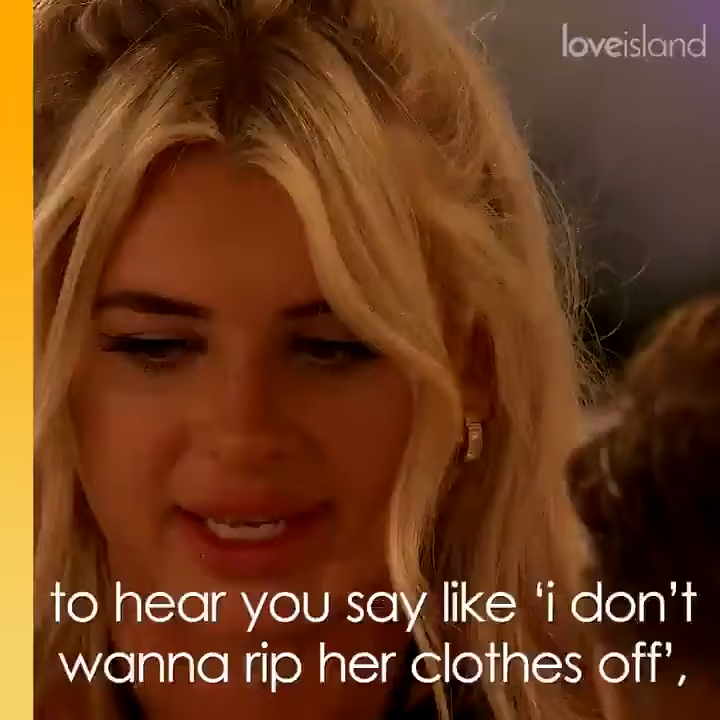 loveisland
to hear you say like ‘i don’t
wanna rip her clothes off’,